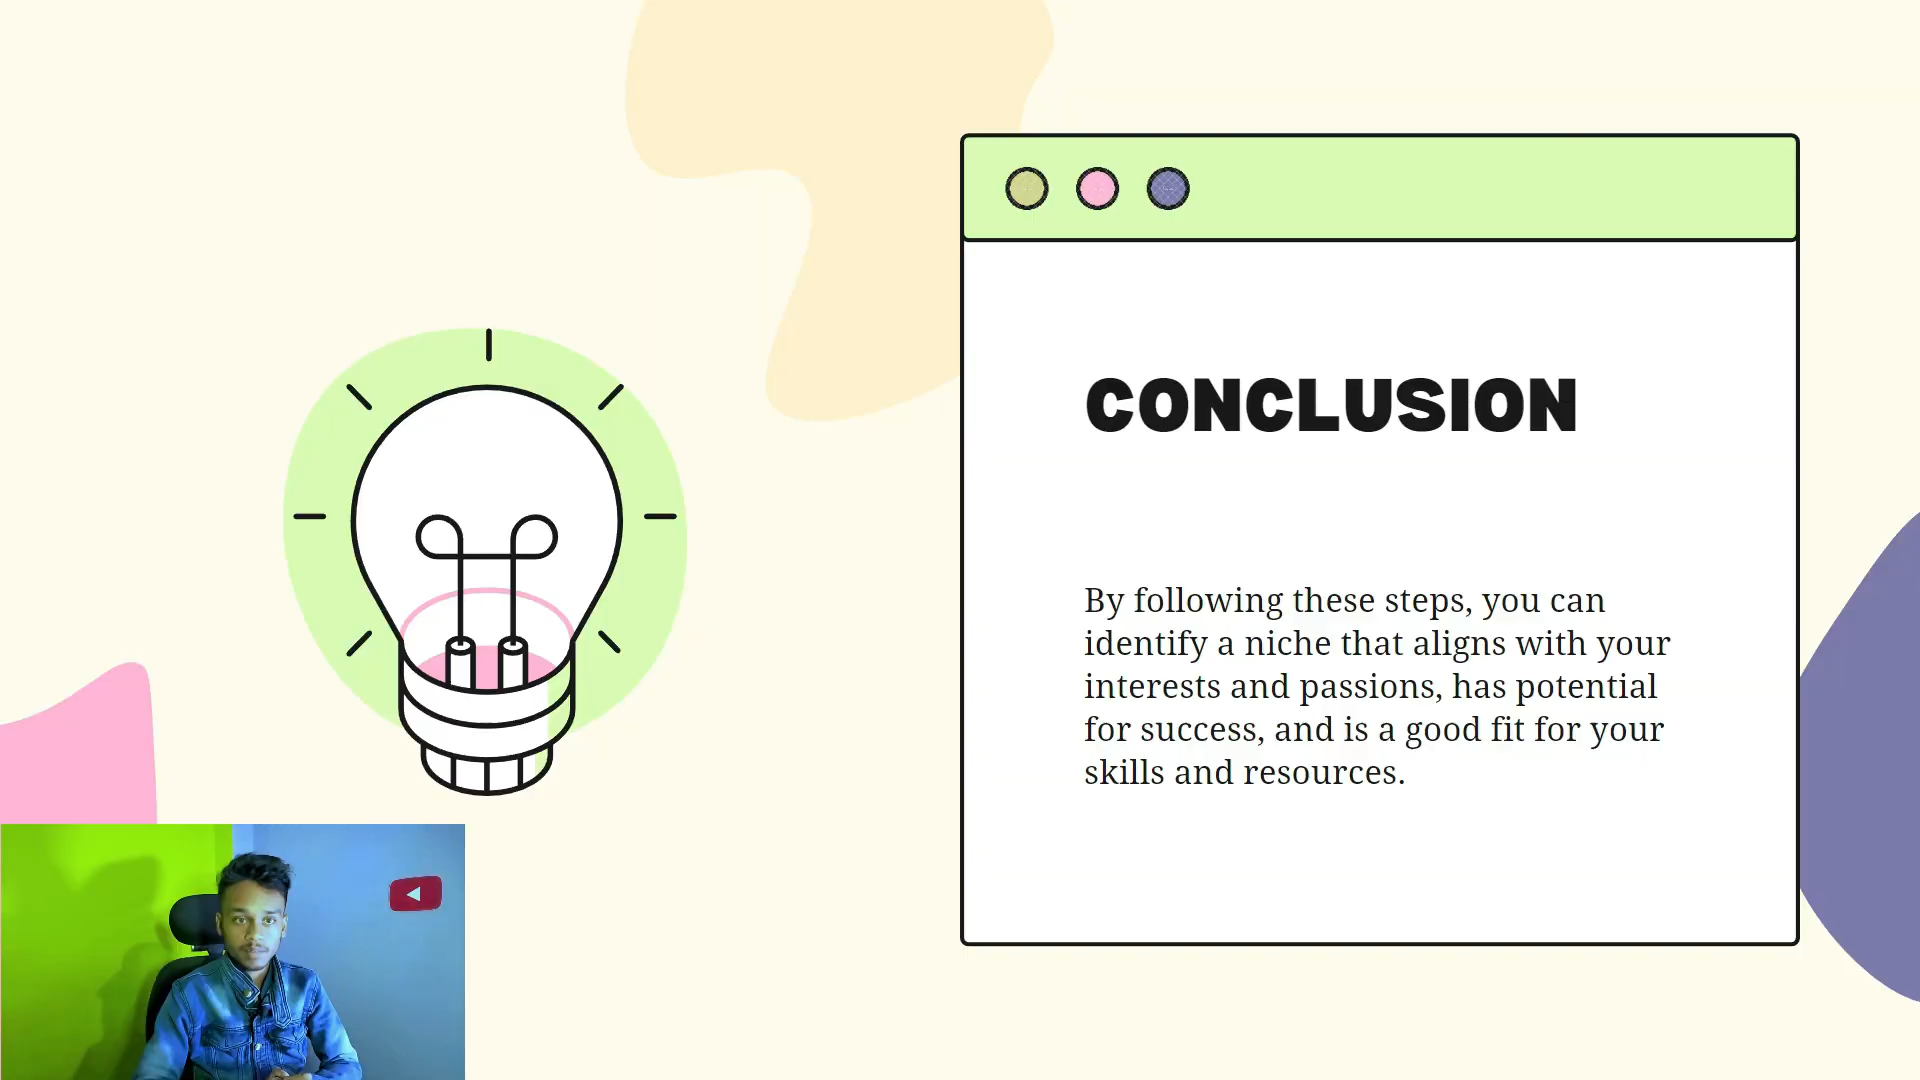 CONCLUSION
By following these steps, you can
identify a niche that aligns with your
interests and passions, has potential
for success, and is a good fit for your
skills and resources.